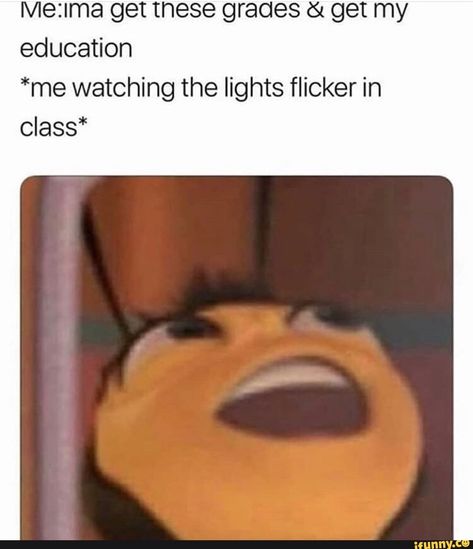 Me:ima get these grades & get my
education
*me watching the lights flicker in
class*
ifunny.co